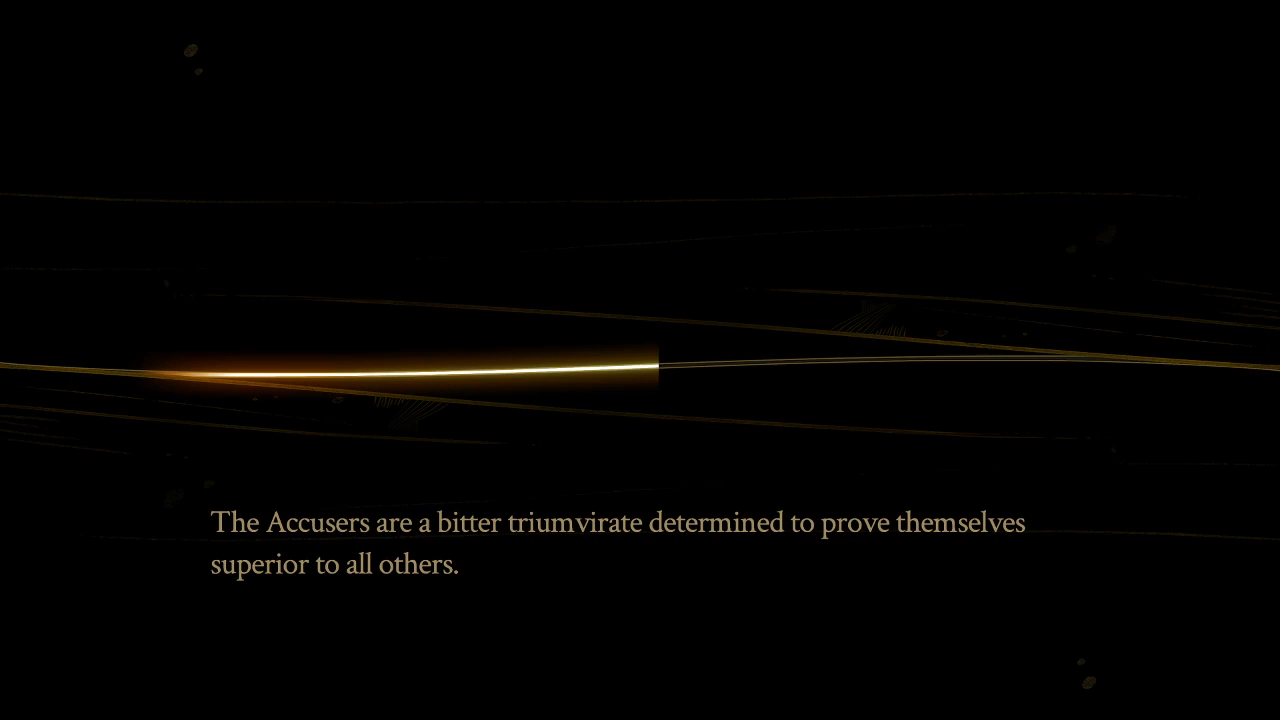 The Accusers are a bitter triumvirate determined to prove themselves
superior to all others.